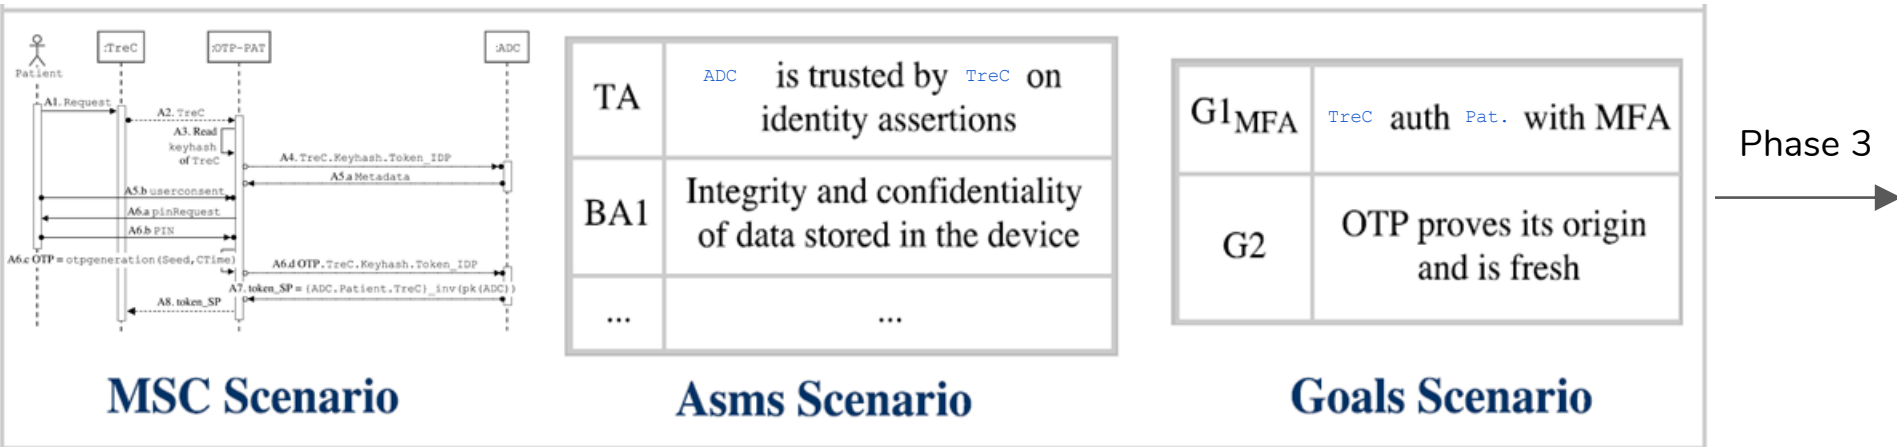 :TreC
:OTP-PAT
:ADC
Patient
A1.Request
A2. TreC
A3. Read
keyhash
of TreC
A4.TreC.Keyhash.Token_IDP
A5.a Metadata
A5.b userconsent
A6.a pinRequest
A6.b PIN
A6.c OTP = otpgeneration(Seed,CTime)
A6.d OTP.TreC.Keyhash.Token_IDP
A7. token_SP = {ADC.Patient.TreC}_inv(pk(ADC))
A8. token_SP
MSC Scenario
TA
ADC is trusted by TreC on
identity assertions
BA1
Integrity and confidentiality
of data stored in the device
...
...
Asms Scenario
G1MFA
TreC auth Pat. with MFA
G2
OTP proves its origin
and is fresh
Goals Scenario
Phase 3